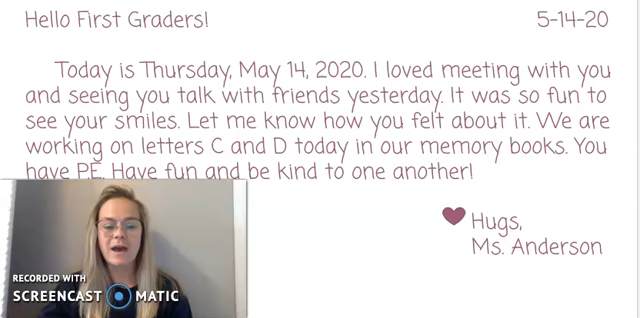 Hello First Graders! 5-14-20
Today is Thursday, May 14, 2020. I loved meeting with you
and seeing you talk with friends yesterday. It was so fun to
see your smiles. Let me know how you felt about it. We are
working on letters C and D today in our memory books. You
have P.E. Have fun and be kind to one another!
Hugs,
Ms. Anderson
RECORDED WITH
SCREENCAST MATIC